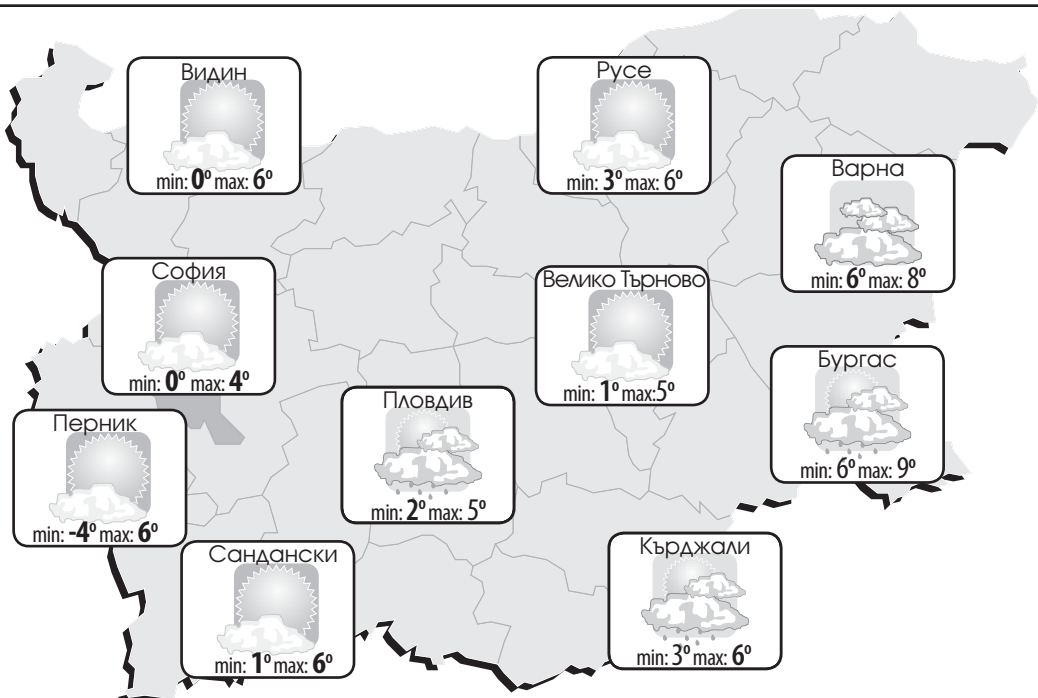 Видин
min: 0° max: 6°
Русе
min: 3° max: 6°
Варна
min: 6° max: 8°
София
min: 0° max: 4°
Велико Търново
min: 1° max:5°
Бургас
min: 6° max: 9°
Пловдив
min: 2° max: 5°
Перник
min: -4° max: 6°
Кърджали
min: 3° max: 6°
Сандански
min: 1° max: 6°